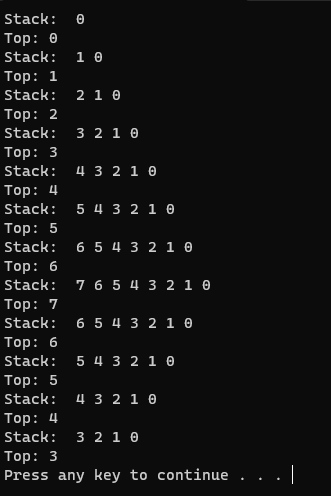 Stack:  0
Top: 0
Stack:  1 0
Top: 1
Stack:  2 1 0
Top: 2
Stack:  3 2 1 0
Top: 3
Stack:  4 3 2 1 0
Top: 4
Stack:  5 4 3 2 1 0
Top: 5
Stack:  6 5 4 3 2 1 0
Top: 6
Stack:  7 6 5 4 3 2 1 0
Top: 7
Stack:  6 5 4 3 2 1 0
Top: 6
Stack:  5 4 3 2 1 0
Top: 5
Stack:  4 3 2 1 0
Top: 4
Stack:  3 2 1 0
Top: 3
Press any key to continue . . .